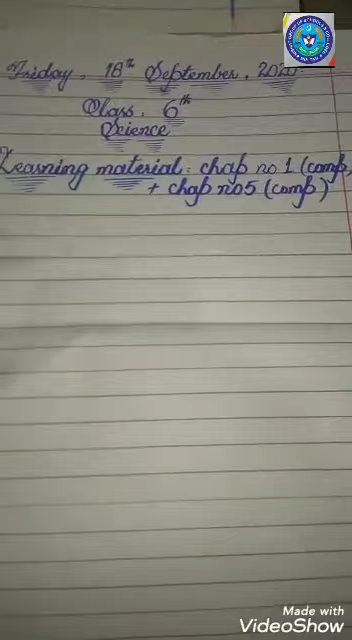 Friday, 18th September, 2020
Class: 6th
Science
Learning material: chap no 1 (comp)
+ chap no 5 (comp)
Made with
VideoShow